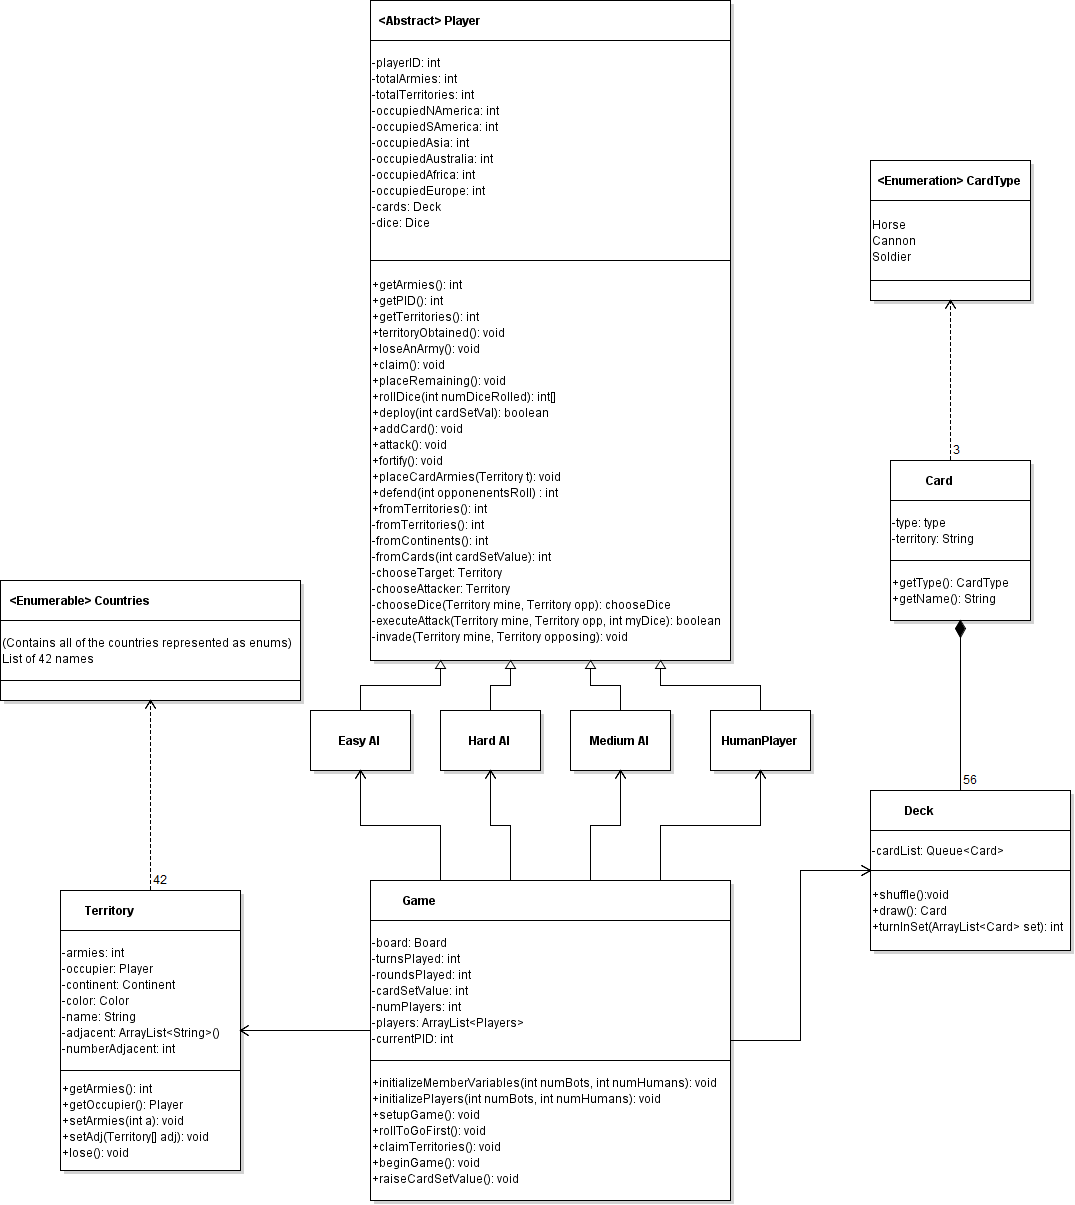 <Abstract> Player
-playerID: int
-totalArmies: int
-totalTerritories: int
-occupiedNAmerica: int
-occupiedSAmerica: int
-occupiedAsia: int
-occupiedAustralia: int
-occupiedAfrica: int
-occupiedEurope: int
-cards: Deck
-dice: Dice
+getArmies(): int
+getPID(): int
+getTerritories(): int
+territoryObtained(): void
+loseAnArmy(): void
+claim(): void
+placeRemaining(): void
+rollDice(int numDiceRolled): int[]
+deploy(int cardSetVal): boolean
+addCard(): void
+attack(): void
+fortify(): void
+placeCardArmies(Territory t): void
+defend(int opponenentsRoll) : int
+fromTerritories(): int
-fromTerritories(): int
-fromContinents(): int
-fromCards(int cardSetValue): int
-chooseTarget: Territory
-chooseAttacker: Territory
-chooseDice(Territory mine, Territory opp): chooseDice
-executeAttack(Territory mine, Territory opp, int myDice): boolean
-invade(Territory mine, Territory opposing): void
<Enumeration> CardType
Horse
Cannon
Soldier
3
Card
-type: type
-territory: String
+getType(): CardType
+getName(): String
<Enumerable> Countries
(Contains all of the countries represented as enums)
List of 42 names
Easy AI
Hard AI
Medium AI
HumanPlayer
56
Deck
-cardList: Queue<Card>
+shuffle():void
+draw(): Card
+turnInSet(ArrayList<Card> set): int
42
Territory
-armies: int
-occupier: Player
-continent: Continent
-color: Color
-name: String
-adjacent: ArrayList<String>()
-numberAdjacent: int
+getArmies(): int
+getOccupier(): Player
+setArmies(int a): void
+setAdj(Territory[] adj): void
+lose(): void
Game
-board: Board
-turnsPlayed: int
-roundsPlayed: int
-cardSetValue: int
-numPlayers: int
-players: ArrayList<Players>
-currentPID: int
+initializeMemberVariables(int numBots, int numHumans): void
+initializePlayers(int numBots, int numHumans): void
+setupGame(): void
+rollToGoFirst(): void
+claimTerritories(): void
+beginGame(): void
+raiseCardSetValue(): void